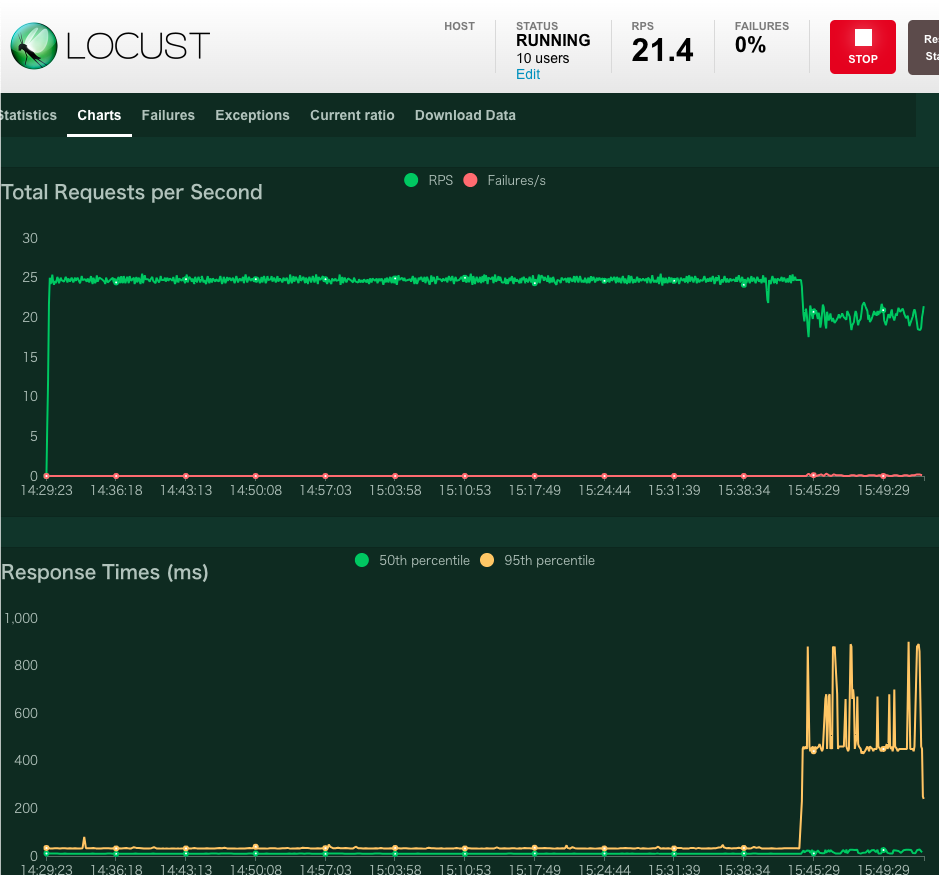 LOCUST
HOST
STATUS
RUNNING
10 users
Edit
RPS
21.4
FAILURES
0%
STOP
Re
Sta
Statistics
Charts
Failures
Exceptions
Current ratio
Download Data
Total Requests per Second
RPS
Failures/s
30
25
20
15
10
5
0
14:29:23 14:36:18 14:43:13 14:50:08 14:57:03 15:03:58 15:10:53 15:17:49 15:24:44 15:31:39 15:38:34 15:45:29 15:49:29
Response Times (ms)
50th percentile
95th percentile
1,000
800
600
400
200
0
14:29:23 14:36:18 14:43:13 14:50:08 14:57:03 15:03:58 15:10:53 15:17:49 15:24:44 15:31:39 15:38:34 15:45:29 15:49:29